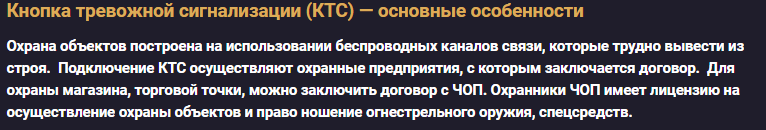 Кнопка тревожной сигнализации (КТС) — основные особенности
Охрана объектов построена на использовании беспроводных каналов связи, которые трудно вывести из
строя.  Подключение КТС осуществляют охранные предприятия, с которым заключается договор.  Для
охраны магазина, торговой точки, можно заключить договор с ЧОП. Охранники ЧОП имеет лицензию на
осуществление охраны объектов и право ношение огнестрельного оружия, спецсредств.